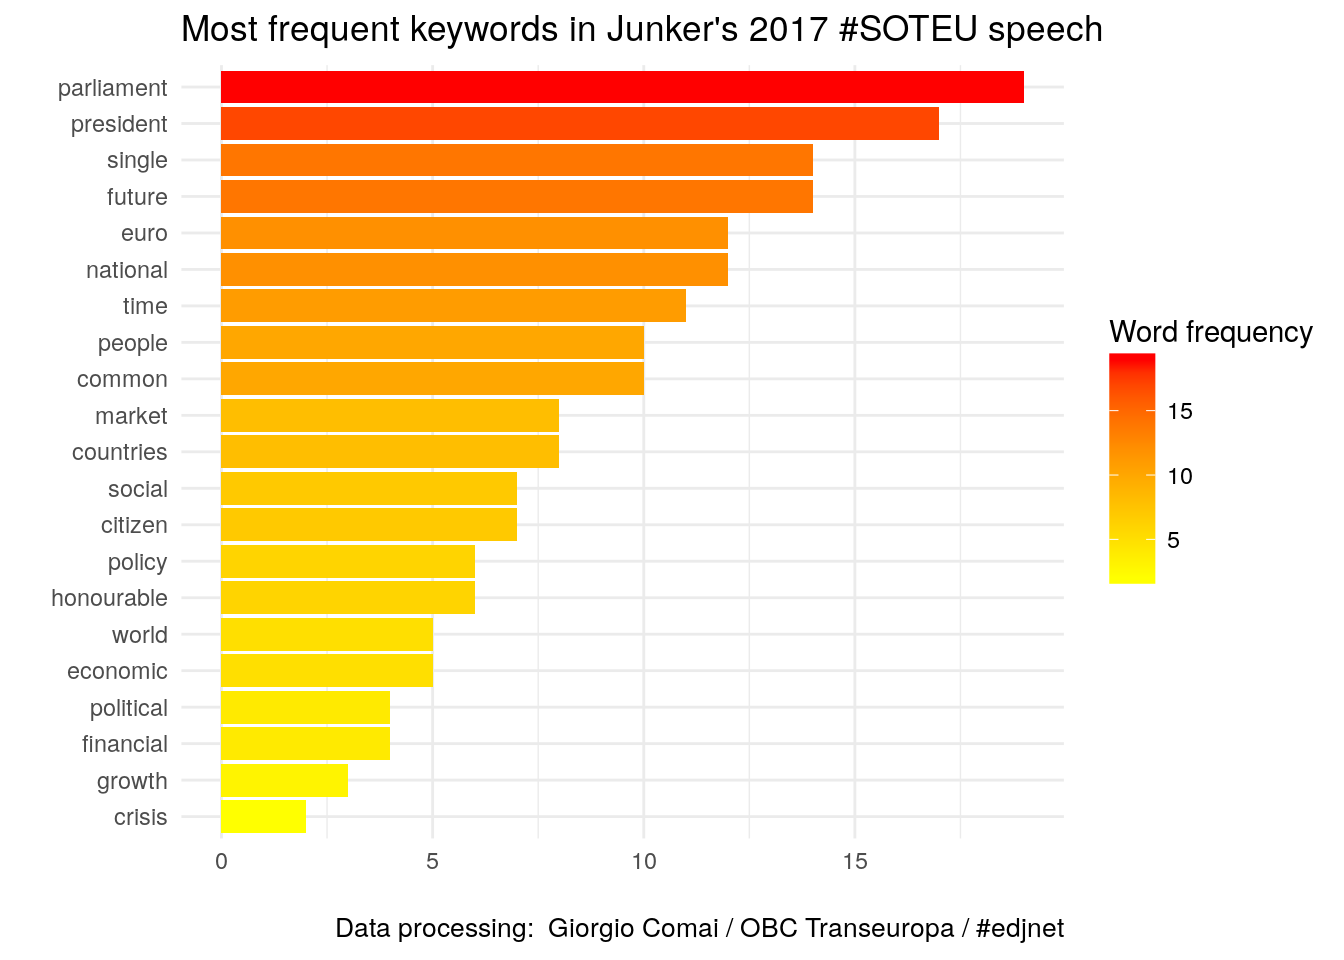 Most frequent keywords in Junker's 2017 #SOTEU speech
parliament
president
single
future
euro
national
time
people
common
market
countries
social
citizen
policy
honourable
world
economic
political
financial
growth
crisis
0 5 10 15
Word frequency
15
10
5
Data processing:  Giorgio Comai / OBC Transeuropa / #edjnet